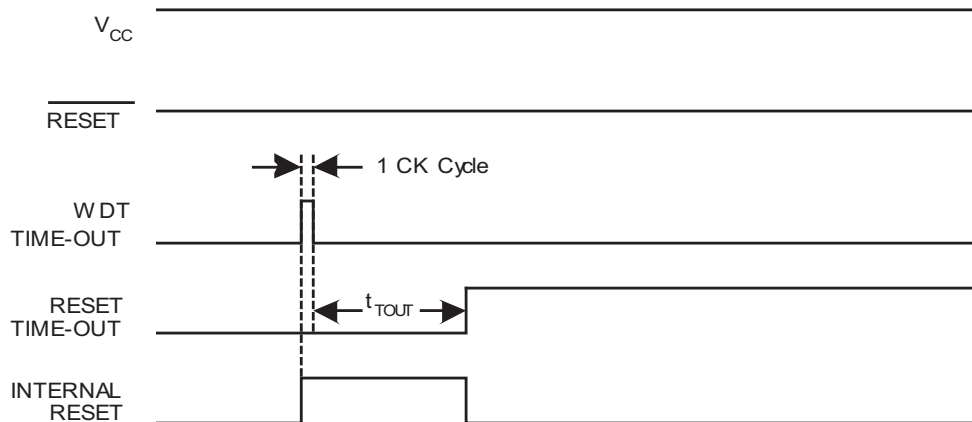 VCC
RESET
1 CK Cycle
WDT
TIME-OUT
RESET
TIME-OUT
tTOUT
INTERNAL
RESET